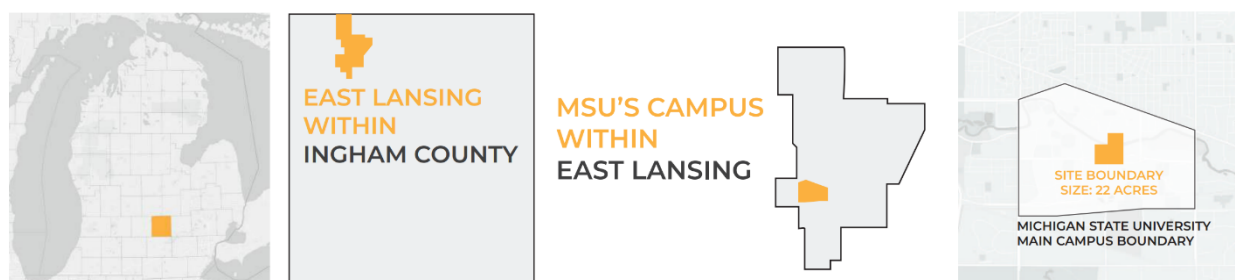 EAST LANSING
WITHIN
INGHAM COUNTY
MSU'S CAMPUS
WITHIN
EAST LANSING
SITE BOUNDARY
SIZE: 22 ACRES
MICHIGAN STATE UNIVERSITY
MAIN CAMPUS BOUNDARY